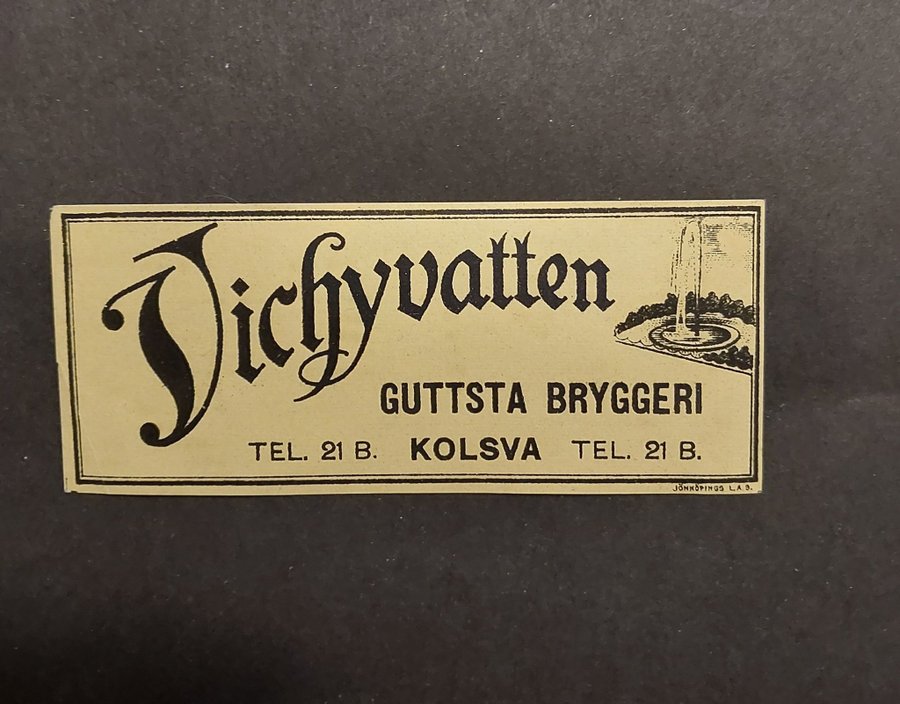 Vichyvatten
GUTTSTA BRYGGERI
TEL. 21 B. KOLSVA TEL. 21 B.
JÖNKÖPINGS L.A.B.